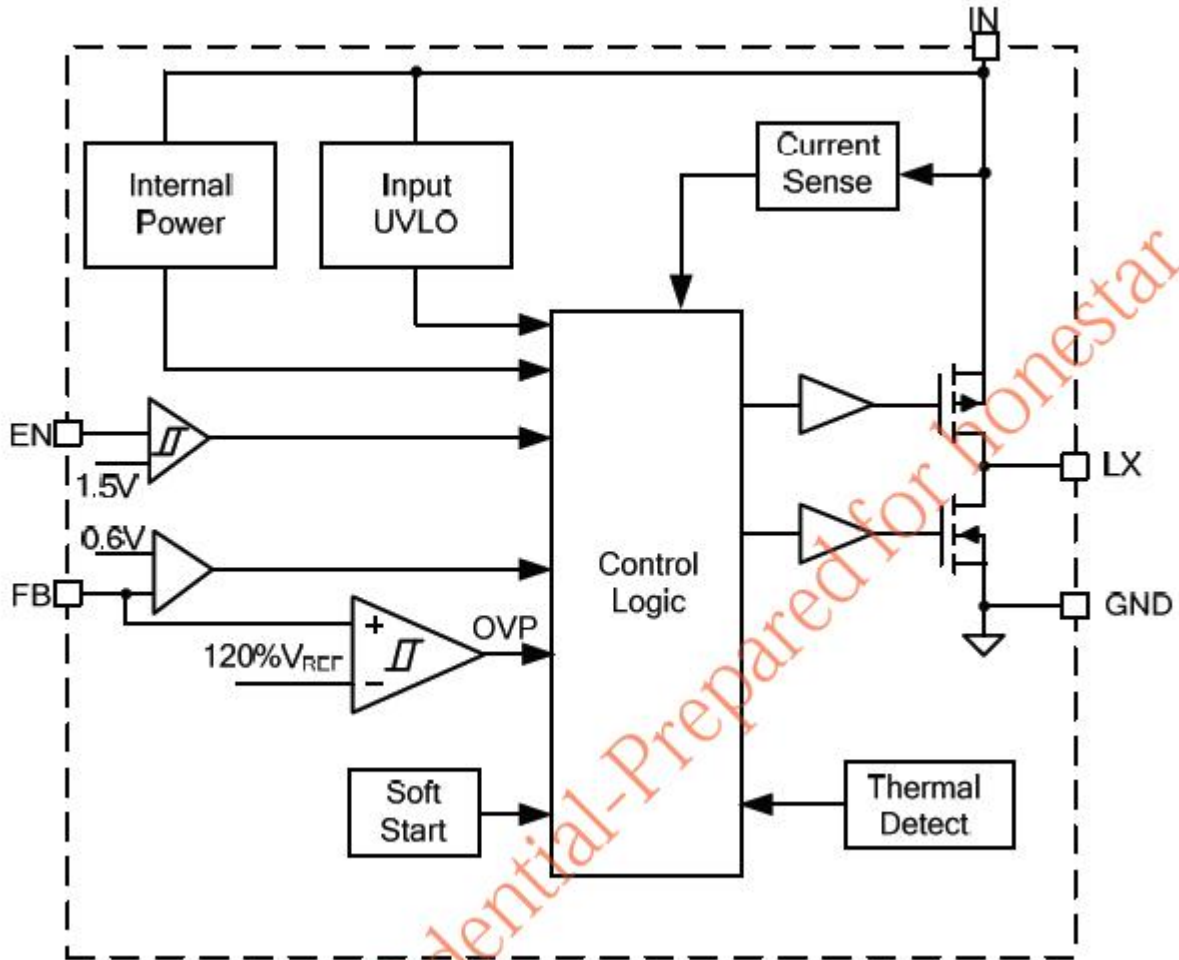 IN
Current
Sense
Internal
Power
Input
UVLO
EN
1.5V
0.6V
FB
Control
Logic
LX
GND
OVP
120%VREF
+
−
Soft
Start
Thermal
Detect
dential-Prepared for honestar